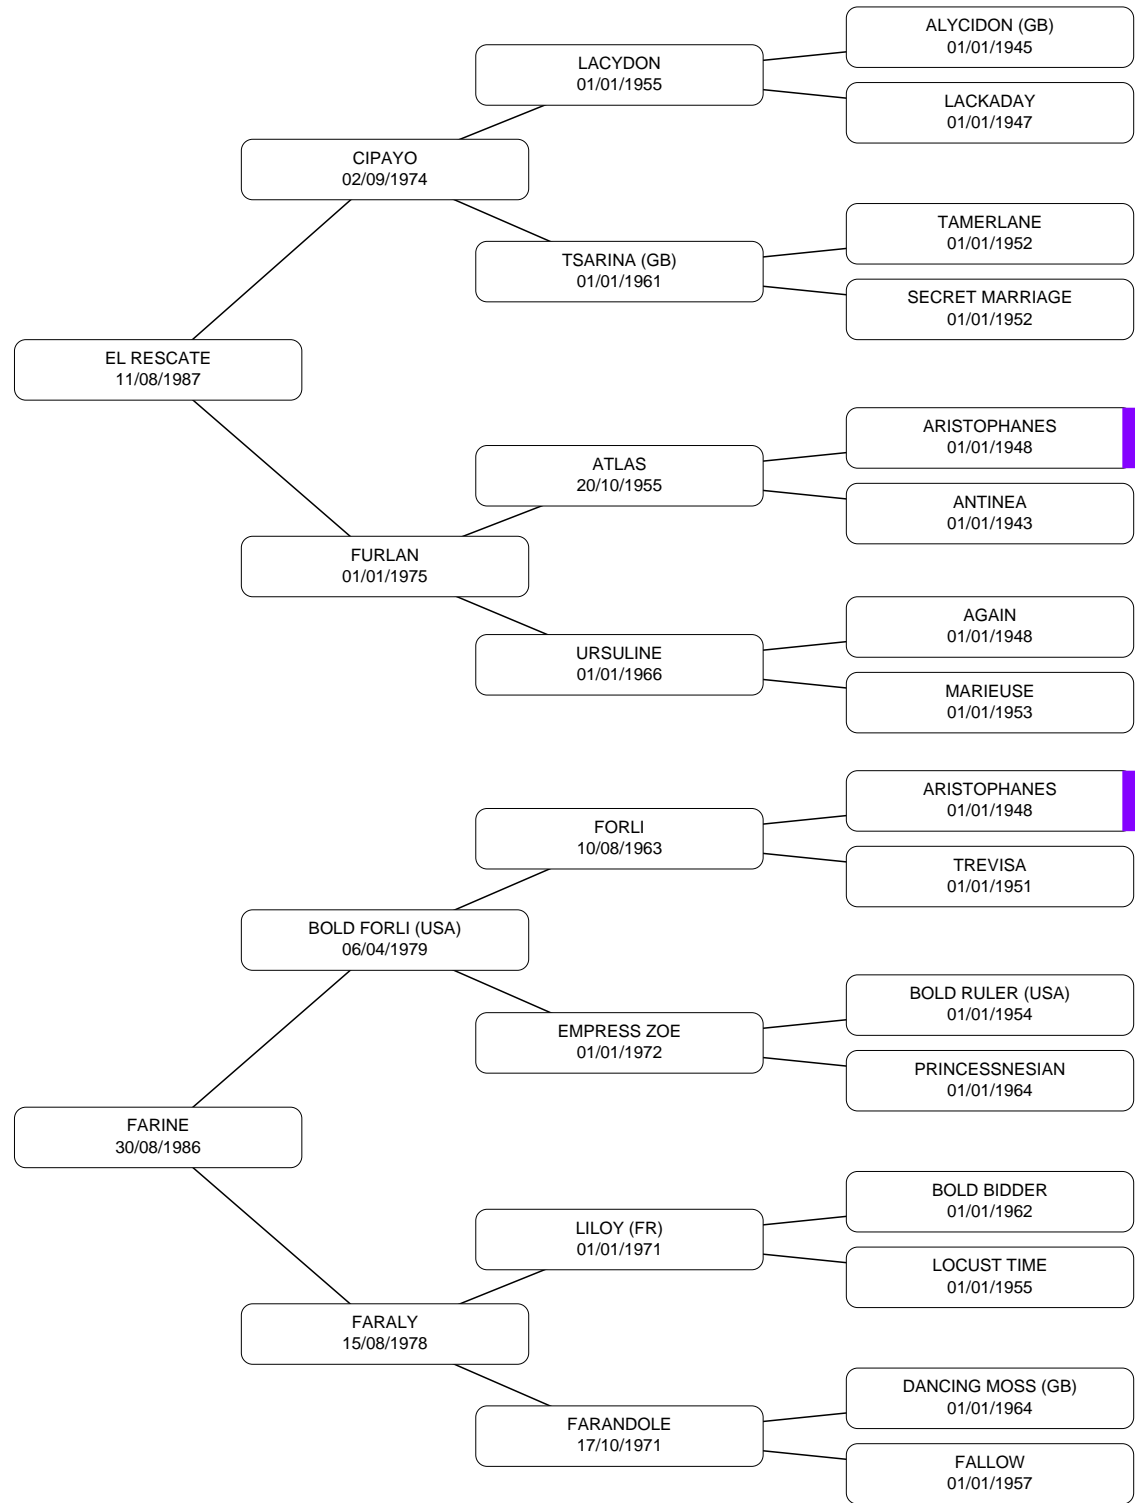 ALYCIDON (GB)
01/01/1945
LACYDON
01/01/1955
LACKADAY
01/01/1947
CIPAYO
02/09/1974
TAMERLANE
01/01/1952
TSARINA (GB)
01/01/1961
SECRET MARRIAGE
01/01/1952
EL RESCATE
11/08/1987
ARISTOPHANES
01/01/1948
ATLAS
20/10/1955
ANTINEA
01/01/1943
FURLAN
01/01/1975
AGAIN
01/01/1948
URSULINE
01/01/1966
MARIEUSE
01/01/1953
ARISTOPHANES
01/01/1948
FORLI
10/08/1963
TREVISA
01/01/1951
BOLD FORLI (USA)
06/04/1979
BOLD RULER (USA)
01/01/1954
EMPRESS ZOE
01/01/1972
PRINCESSNESIAN
01/01/1964
FARINE
30/08/1986
BOLD BIDDER
01/01/1962
LILOY (FR)
01/01/1971
LOCUST TIME
01/01/1955
FARALY
15/08/1978
DANCING MOSS (GB)
01/01/1964
FARANDOLE
17/10/1971
FALLOW
01/01/1957